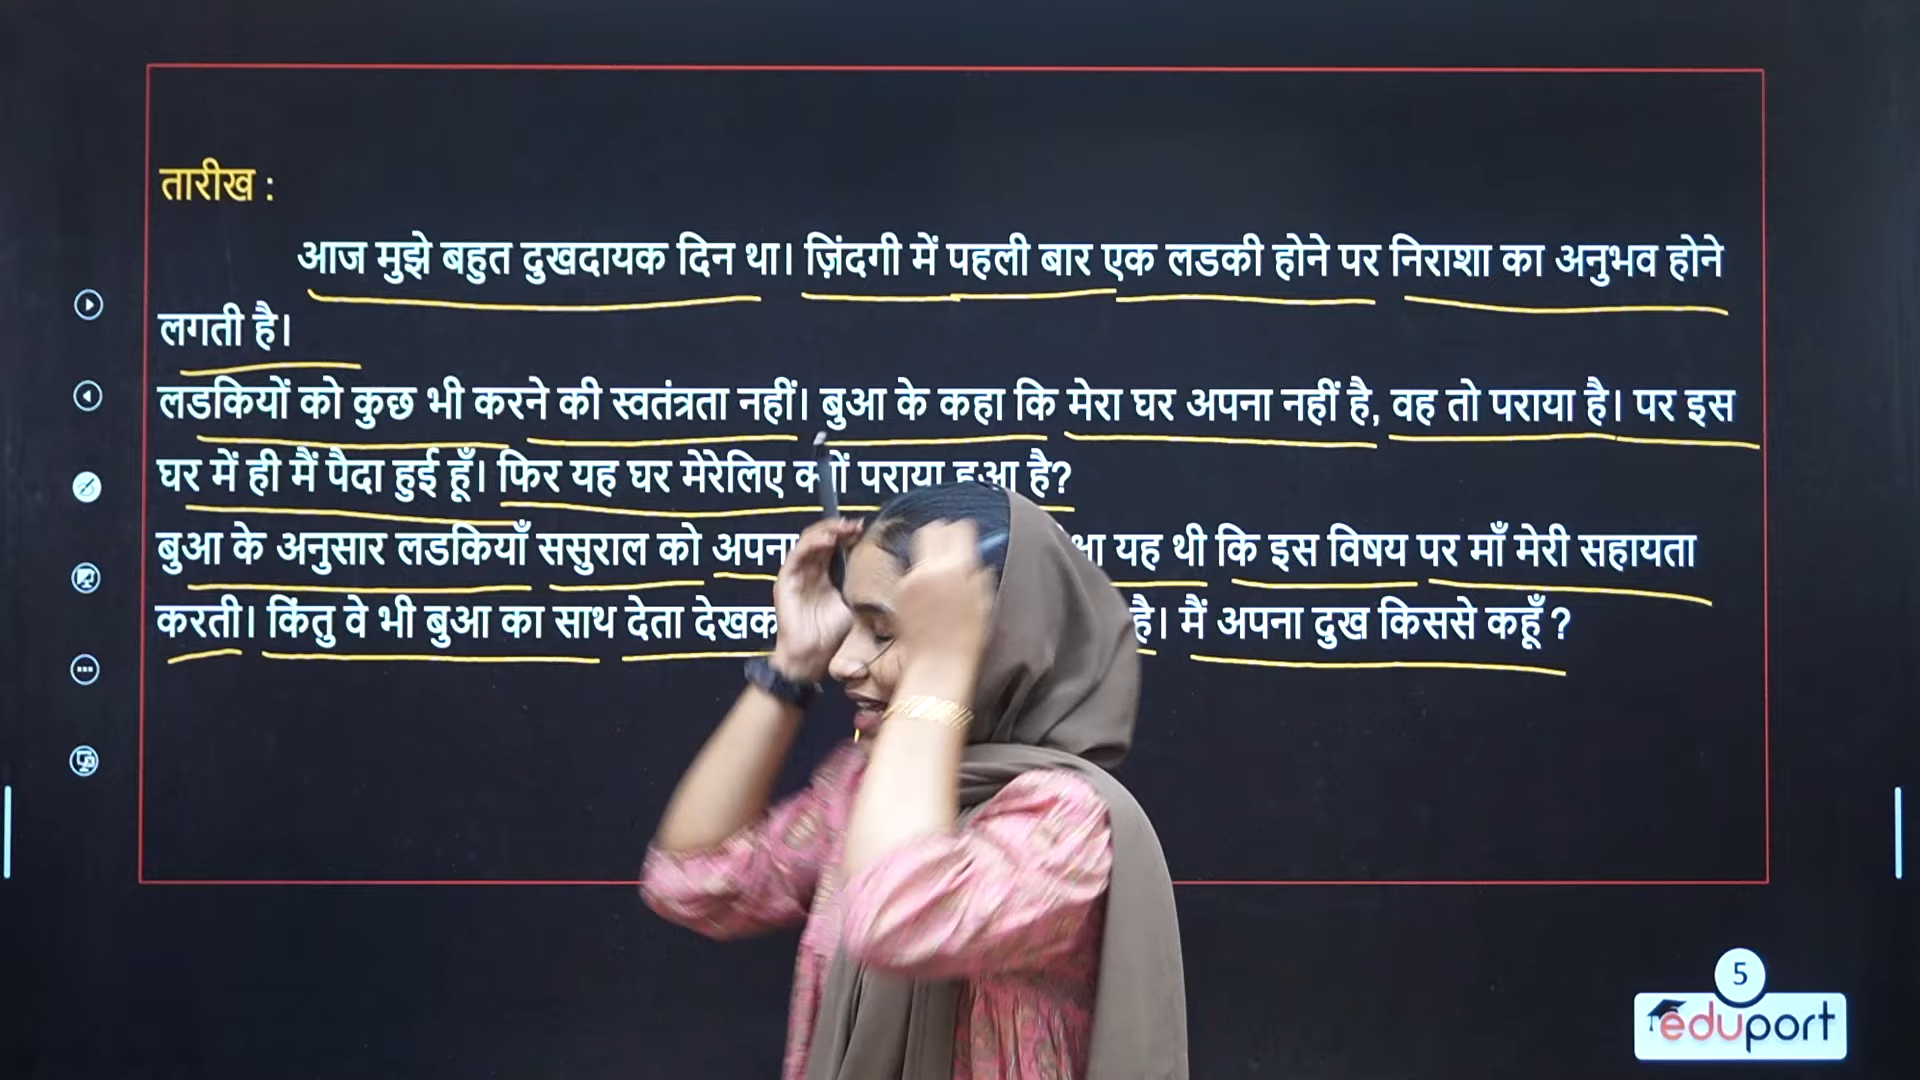 तारीख :
आज मुझे बहुत दुखदायक दिन था। ज़िंदगी में पहली बार एक लडकी होने पर निराशा का अनुभव होने
लगती है।
लडकियों को कुछ भी करने की स्वतंत्रता नहीं। बुआ के कहा कि मेरा घर अपना नहीं है, वह तो पराया है। पर इस
घर में ही मैं पैदा हुई हूँ। फिर यह घर मेरेलिए क्यों पराया हुआ है?
बुआ के अनुसार लडकियाँ ससुराल को यह थी कि इस विषय पर माँ मेरी सहायता
करती। किंतु वे भी बुआ का साथ देता है। मैं अपना दुख किससे कहूँ ?
5
eduport